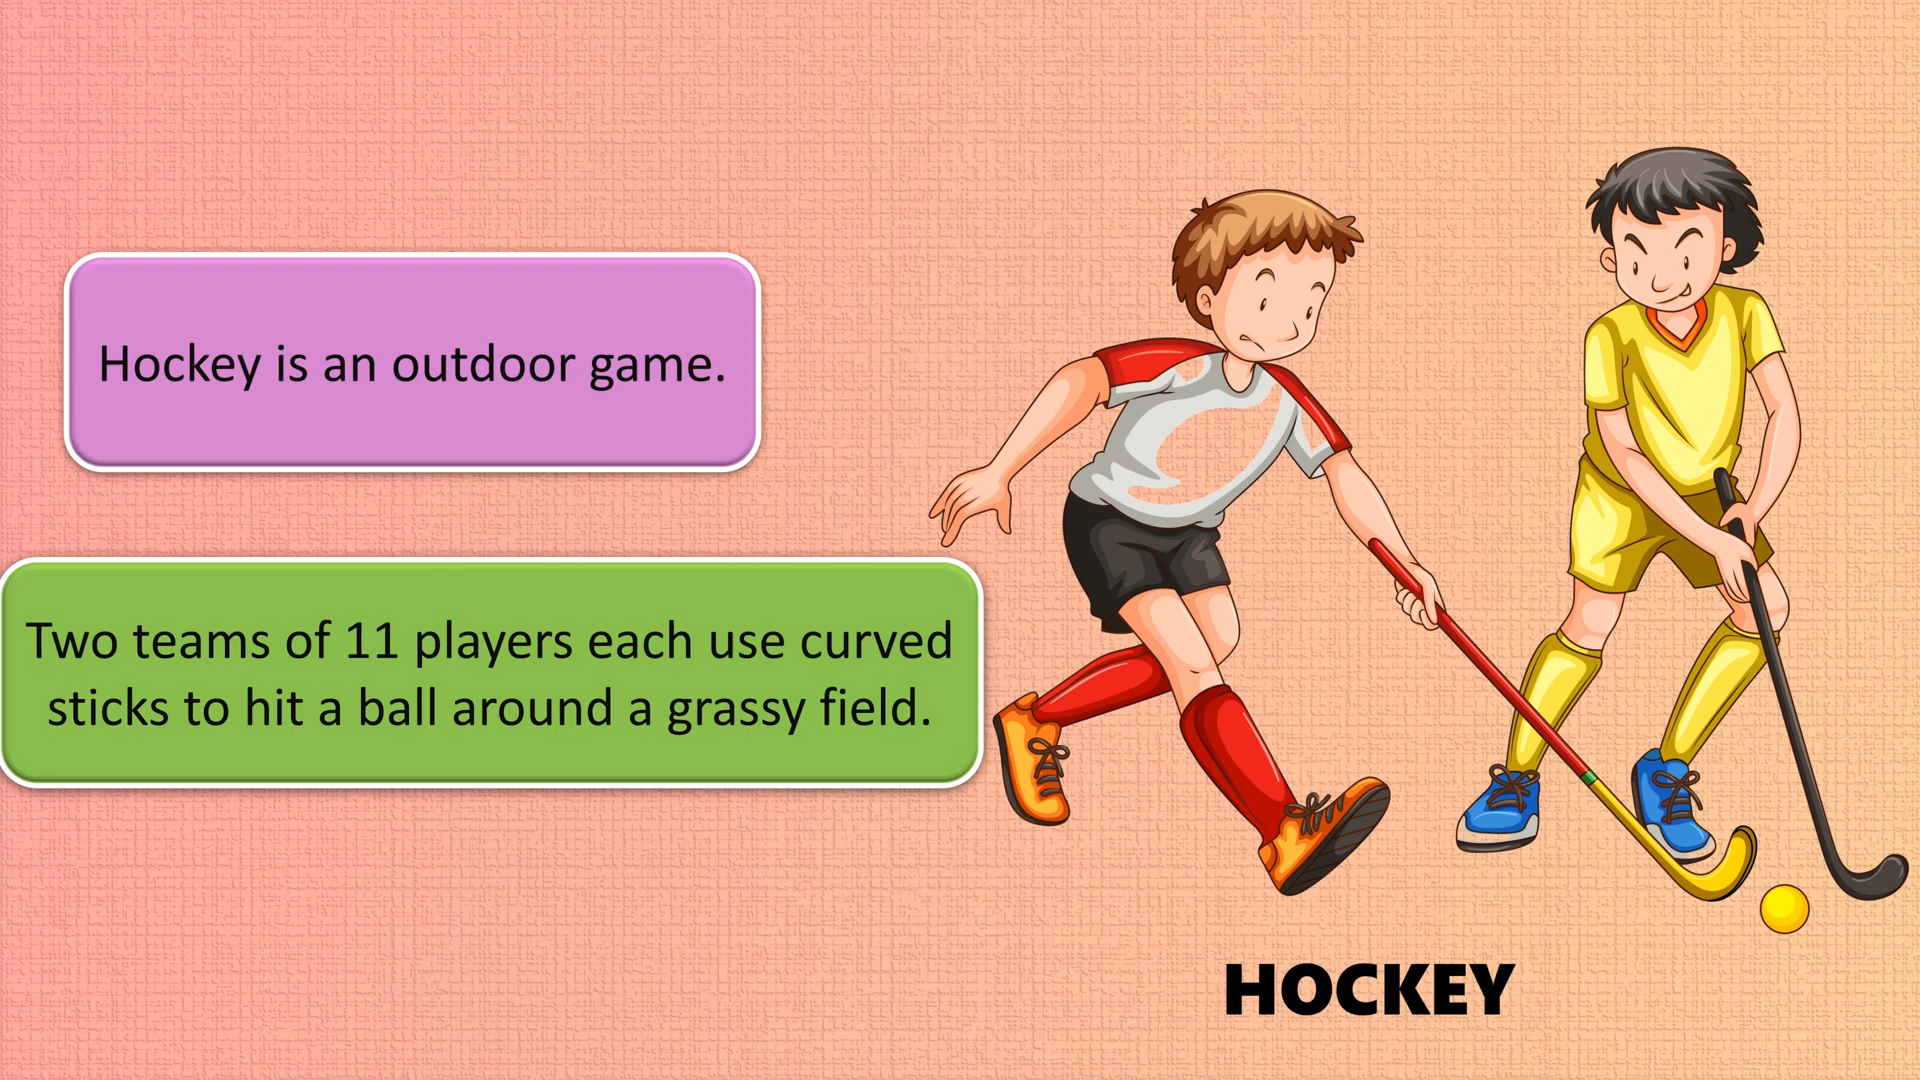 Hockey is an outdoor game.
Two teams of 11 players each use curved
sticks to hit a ball around a grassy field.
HOCKEY